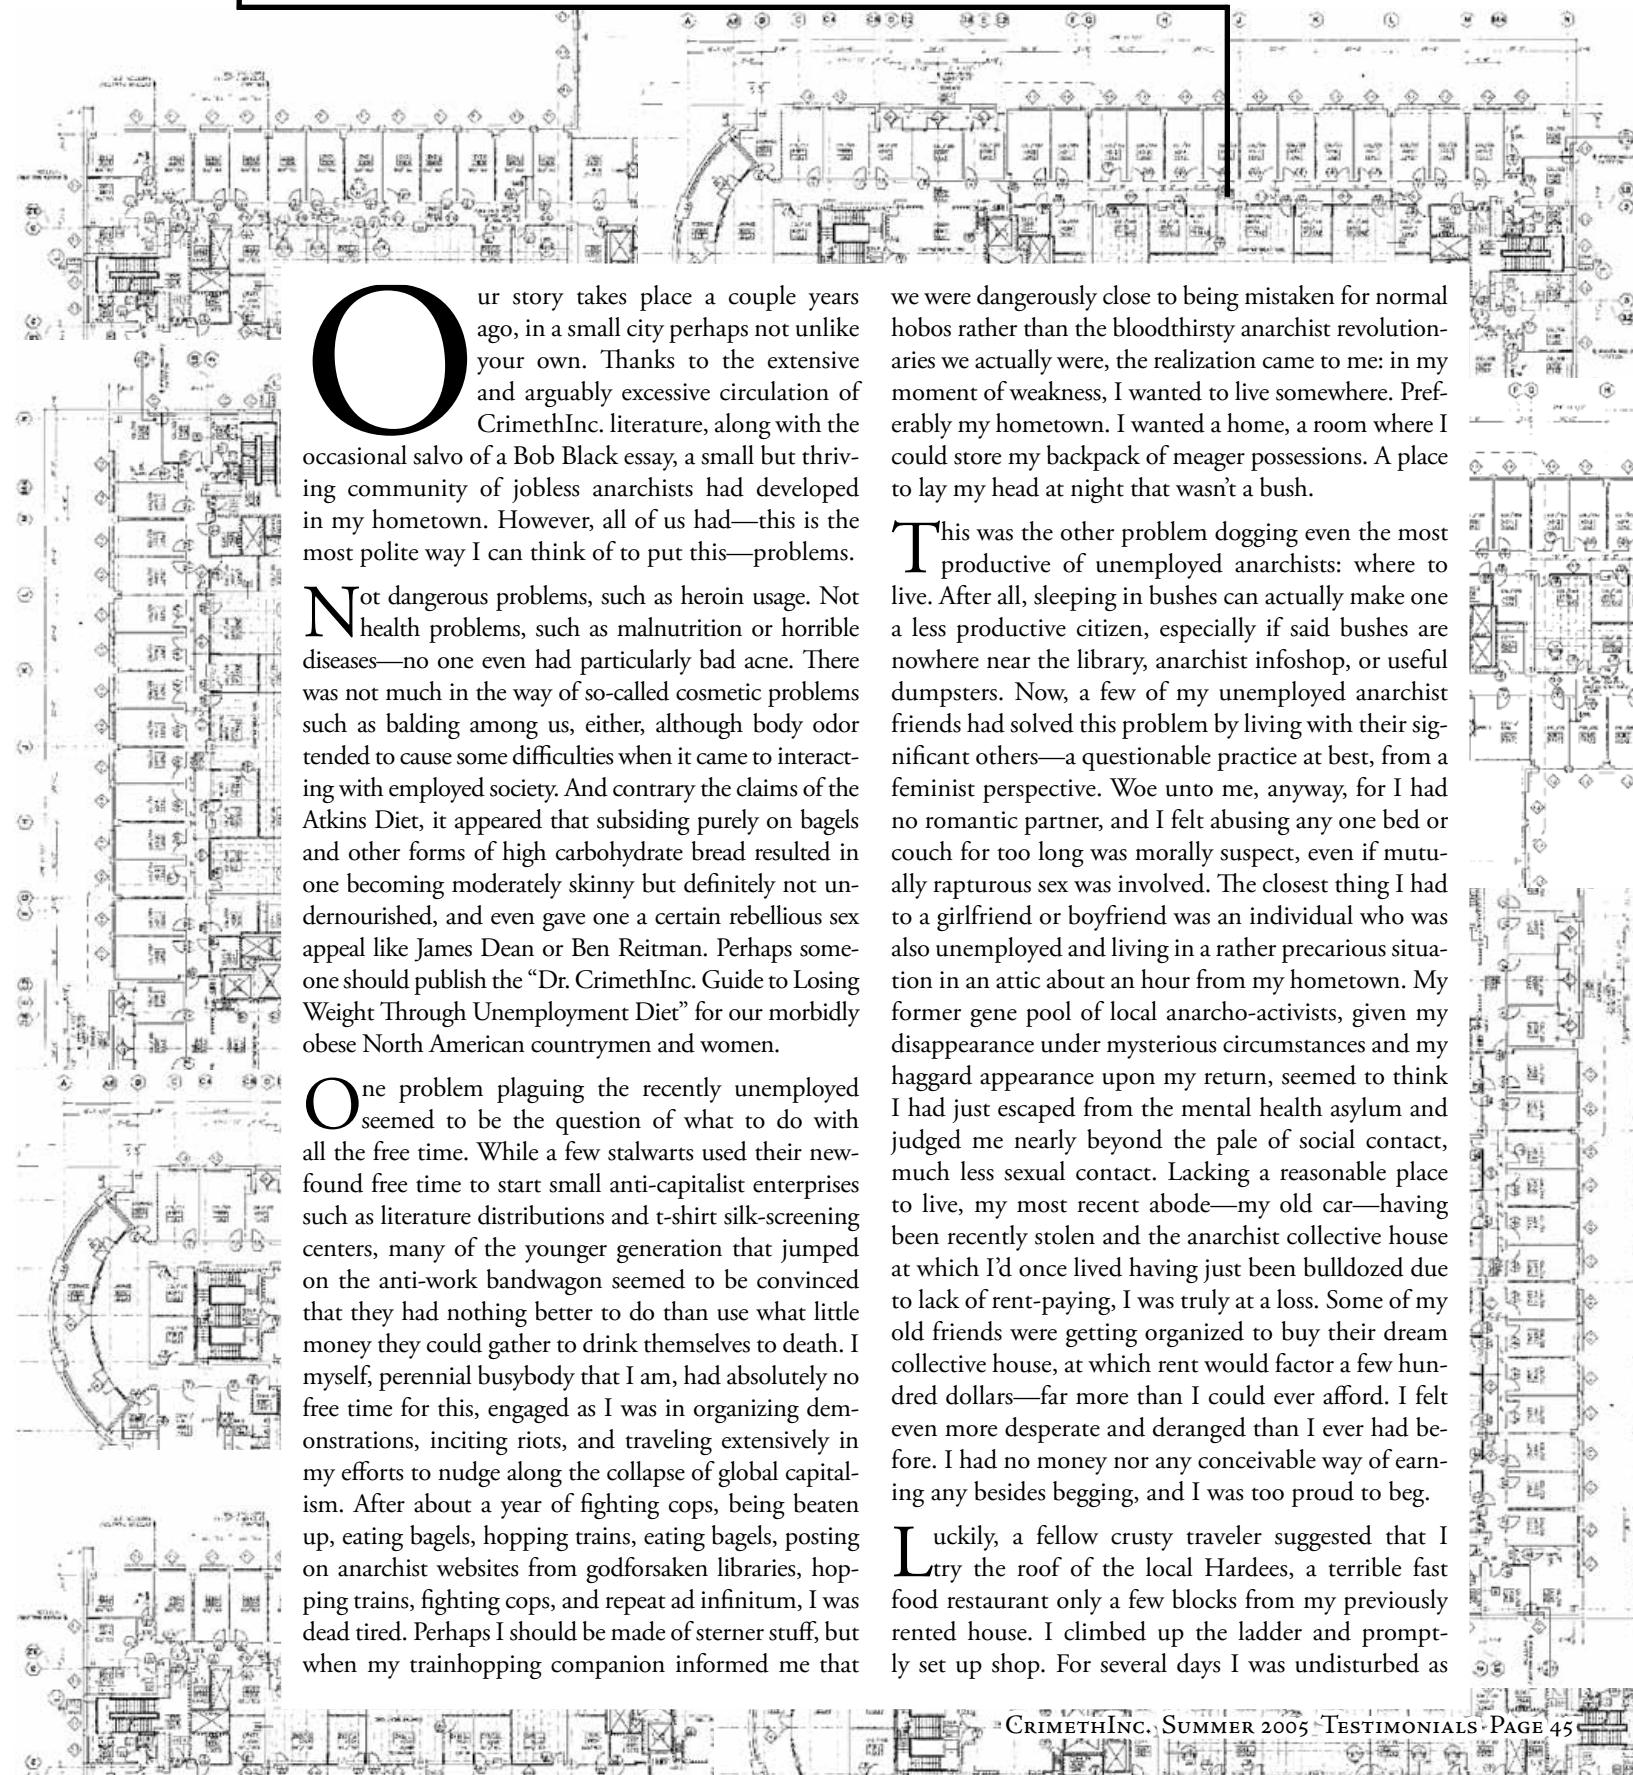 Our story takes place a couple years
ago, in a small city perhaps not unlike
your own. Thanks to the extensive
and arguably excessive circulation of
CrimethInc. literature, along with the
occasional salvo of a Bob Black essay, a small but thriv-
ing community of jobless anarchists had developed
in my hometown. However, all of us had—this is the
most polite way I can think of to put this—problems.
Not dangerous problems, such as heroin usage. Not
health problems, such as malnutrition or horrible
diseases—no one even had particularly bad acne. There
was not much in the way of so-called cosmetic problems
such as balding among us, either, although body odor
tended to cause some difficulties when it came to interact-
ing with employed society. And contrary the claims of the
Atkins Diet, it appeared that subsiding purely on bagels
and other forms of high carbohydrate bread resulted in
one becoming moderately skinny but definitely not un-
dernourished, and even gave one a certain rebellious sex
appeal like James Dean or Ben Reitman. Perhaps some-
one should publish the “Dr. CrimethInc. Guide to Losing
Weight Through Unemployment Diet” for our morbidly
obese North American countrymen and women.
One problem plaguing the recently unemployed
seemed to be the question of what to do with
all the free time. While a few stalwarts used their new-
found free time to start small anti-capitalist enterprises
such as literature distributions and t-shirt silk-screening
centers, many of the younger generation that jumped
on the anti-work bandwagon seemed to be convinced
that they had nothing better to do than use what little
money they could gather to drink themselves to death. I
myself, perennial busybody that I am, had absolutely no
free time for this, engaged as I was in organizing dem-
onstrations, inciting riots, and traveling extensively in
my efforts to nudge along the collapse of global capital-
ism. After about a year of fighting cops, being beaten
up, eating bagels, hopping trains, eating bagels, posting
on anarchist websites from godforsaken libraries, hop-
ping trains, fighting cops, and repeat ad infinitum, I was
dead tired. Perhaps I should be made of sterner stuff, but
when my trainhopping companion informed me that
we were dangerously close to being mistaken for normal
hobos rather than the bloodthirsty anarchist revolution-
aries we actually were, the realization came to me: in my
moment of weakness, I wanted to live somewhere. Pref-
erably my hometown. I wanted a home, a room where I
could store my backpack of meager possessions. A place
to lay my head at night that wasn’t a bush.
This was the other problem dogging even the most
productive of unemployed anarchists: where to
live. After all, sleeping in bushes can actually make one
a less productive citizen, especially if said bushes are
nowhere near the library, anarchist infoshop, or useful
dumpsters. Now, a few of my unemployed anarchist
friends had solved this problem by living with their sig-
nificant others—a questionable practice at best, from a
feminist perspective. Woe unto me, anyway, for I had
no romantic partner, and I felt abusing any one bed or
couch for too long was morally suspect, even if mutu-
ally rapturous sex was involved. The closest thing I had
to a girlfriend or boyfriend was an individual who was
also unemployed and living in a rather precarious situa-
tion in an attic about an hour from my hometown. My
former gene pool of local anarcho-activists, given my
disappearance under mysterious circumstances and my
haggard appearance upon my return, seemed to think
I had just escaped from the mental health asylum and
judged me nearly beyond the pale of social contact,
much less sexual contact. Lacking a reasonable place
to live, my most recent abode—my old car—having
been recently stolen and the anarchist collective house
at which I’d once lived having just been bulldozed due
to lack of rent-paying, I was truly at a loss. Some of my
old friends were getting organized to buy their dream
collective house, at which rent would factor a few hun-
dred dollars—far more than I could ever afford. I felt
even more desperate and deranged than I ever had be-
fore. I had no money nor any conceivable way of earn-
ing any besides begging, and I was too proud to beg.
Luckily, a fellow crusty traveler suggested that I
try the roof of the local Hardees, a terrible fast
food restaurant only a few blocks from my previously
rented house. I climbed up the ladder and prompt-
ly set up shop. For several days I was undisturbed as
CrimethInc. Summer 2005 Testimonials Page 45